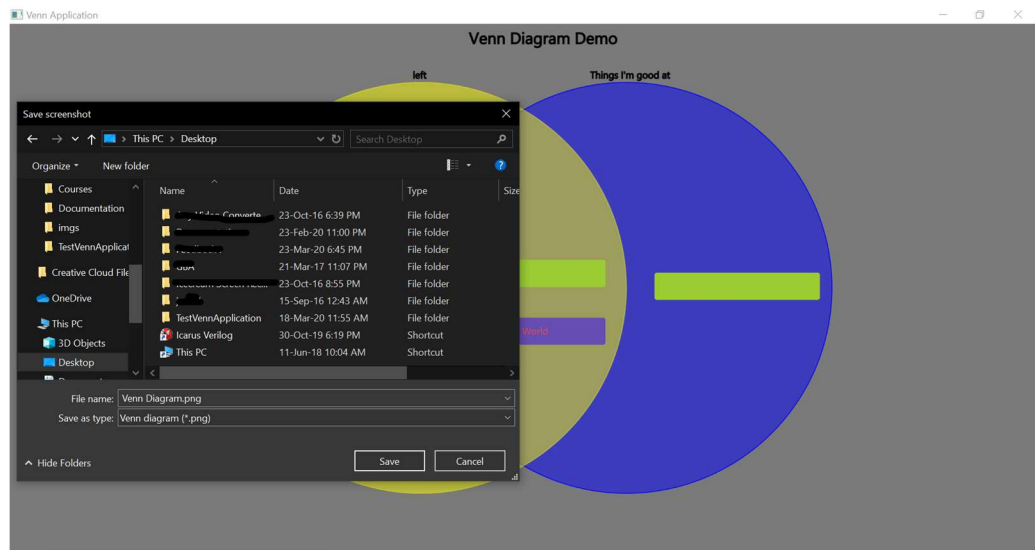 Venn Application
Venn Diagram Demo
left
Things I'm good at
World
Save screenshot
This PC > Desktop
Search Desktop
Organize
New folder
Courses
Documentation
imgs
TestVennApplicat
Creative Cloud File
OneDrive
This PC
3D Objects
Desktop
Name Date Type Size
23-Oct-16 6:39 PM File folder
23-Feb-20 11:00 PM File folder
23-Mar-20 6:45 PM File folder
21-Mar-17 11:07 PM File folder
23-Oct-16 8:55 PM File folder
15-Sep-16 12:43 AM File folder
TestVennApplication 18-Mar-20 11:55 AM File folder
Icarus Verilog 30-Oct-19 6:19 PM Shortcut
This PC 11-Jun-18 10:04 AM Shortcut
File name: Venn Diagram.png
Save as type: Venn diagram (*.png)
Hide Folders
Save
Cancel